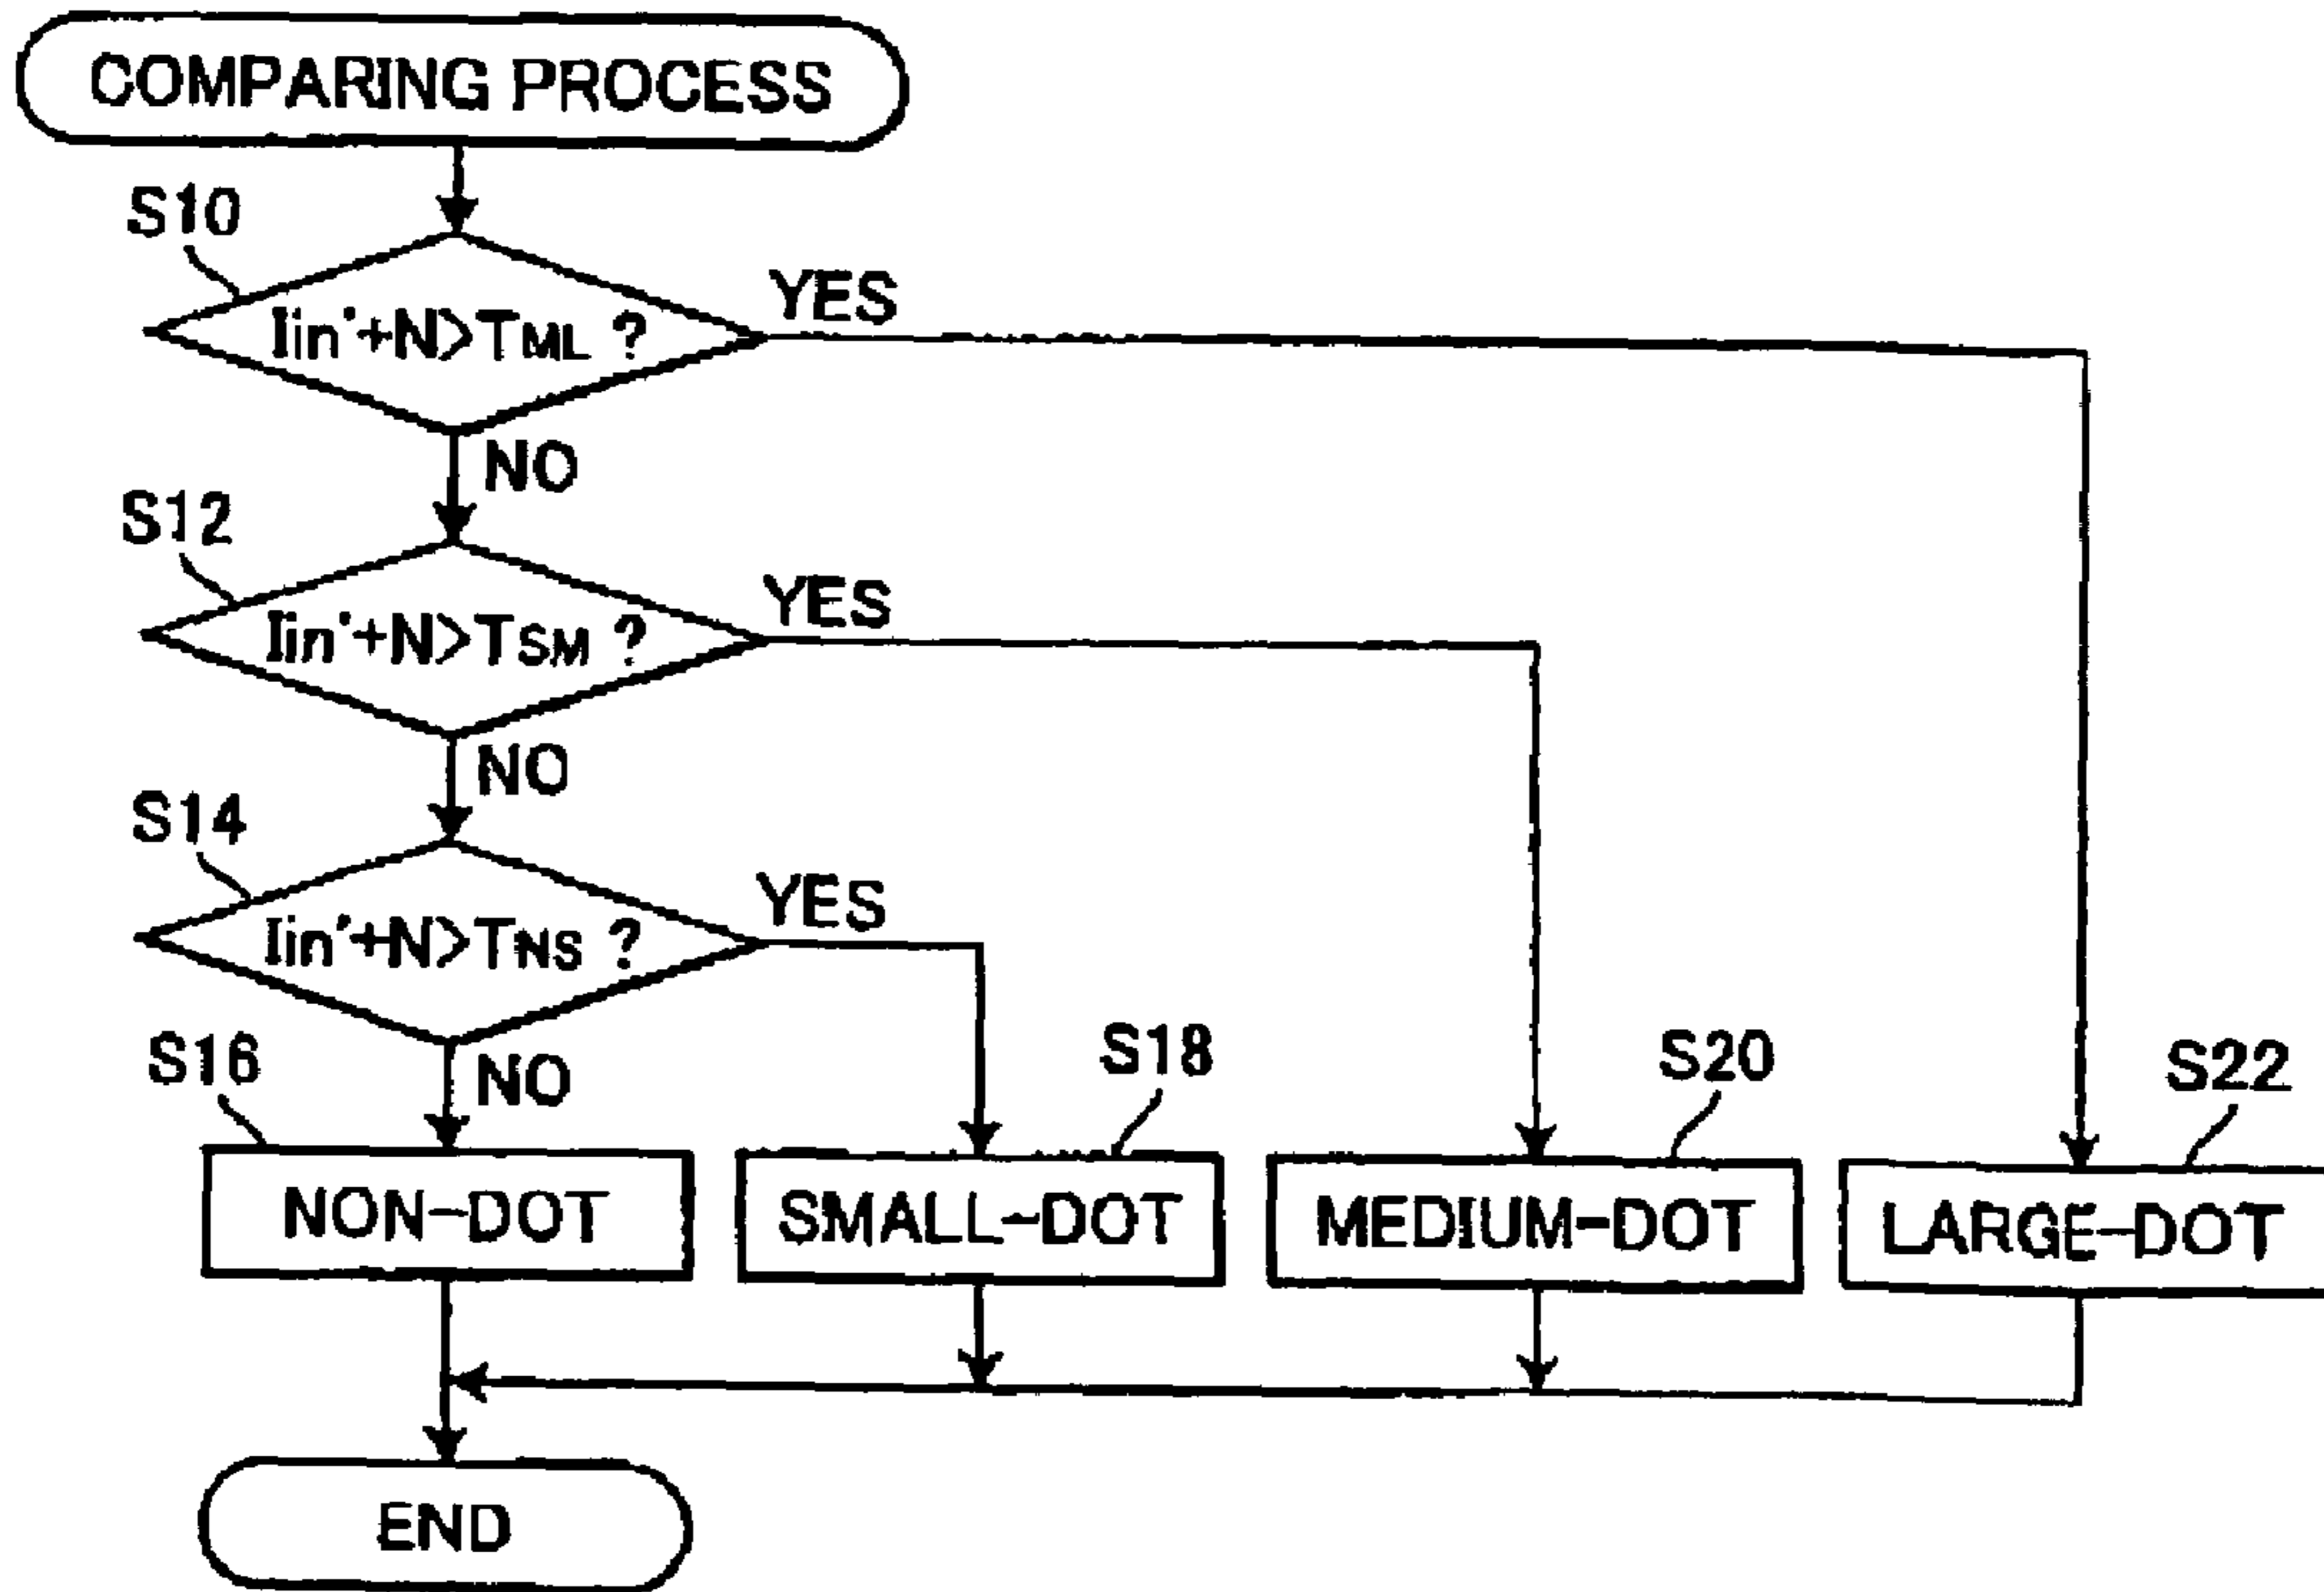 COMPARING PROCESS
S10
Iin'+N>TML ?
YES
NO
S12
Iin'+N>TSM ?
YES
NO
S14
Iin'+N>TNS ?
YES
NO
S16
S18
S20
S22
NON-DOT
SMALL-DOT
MEDIUM-DOT
LARGE-DOT
END